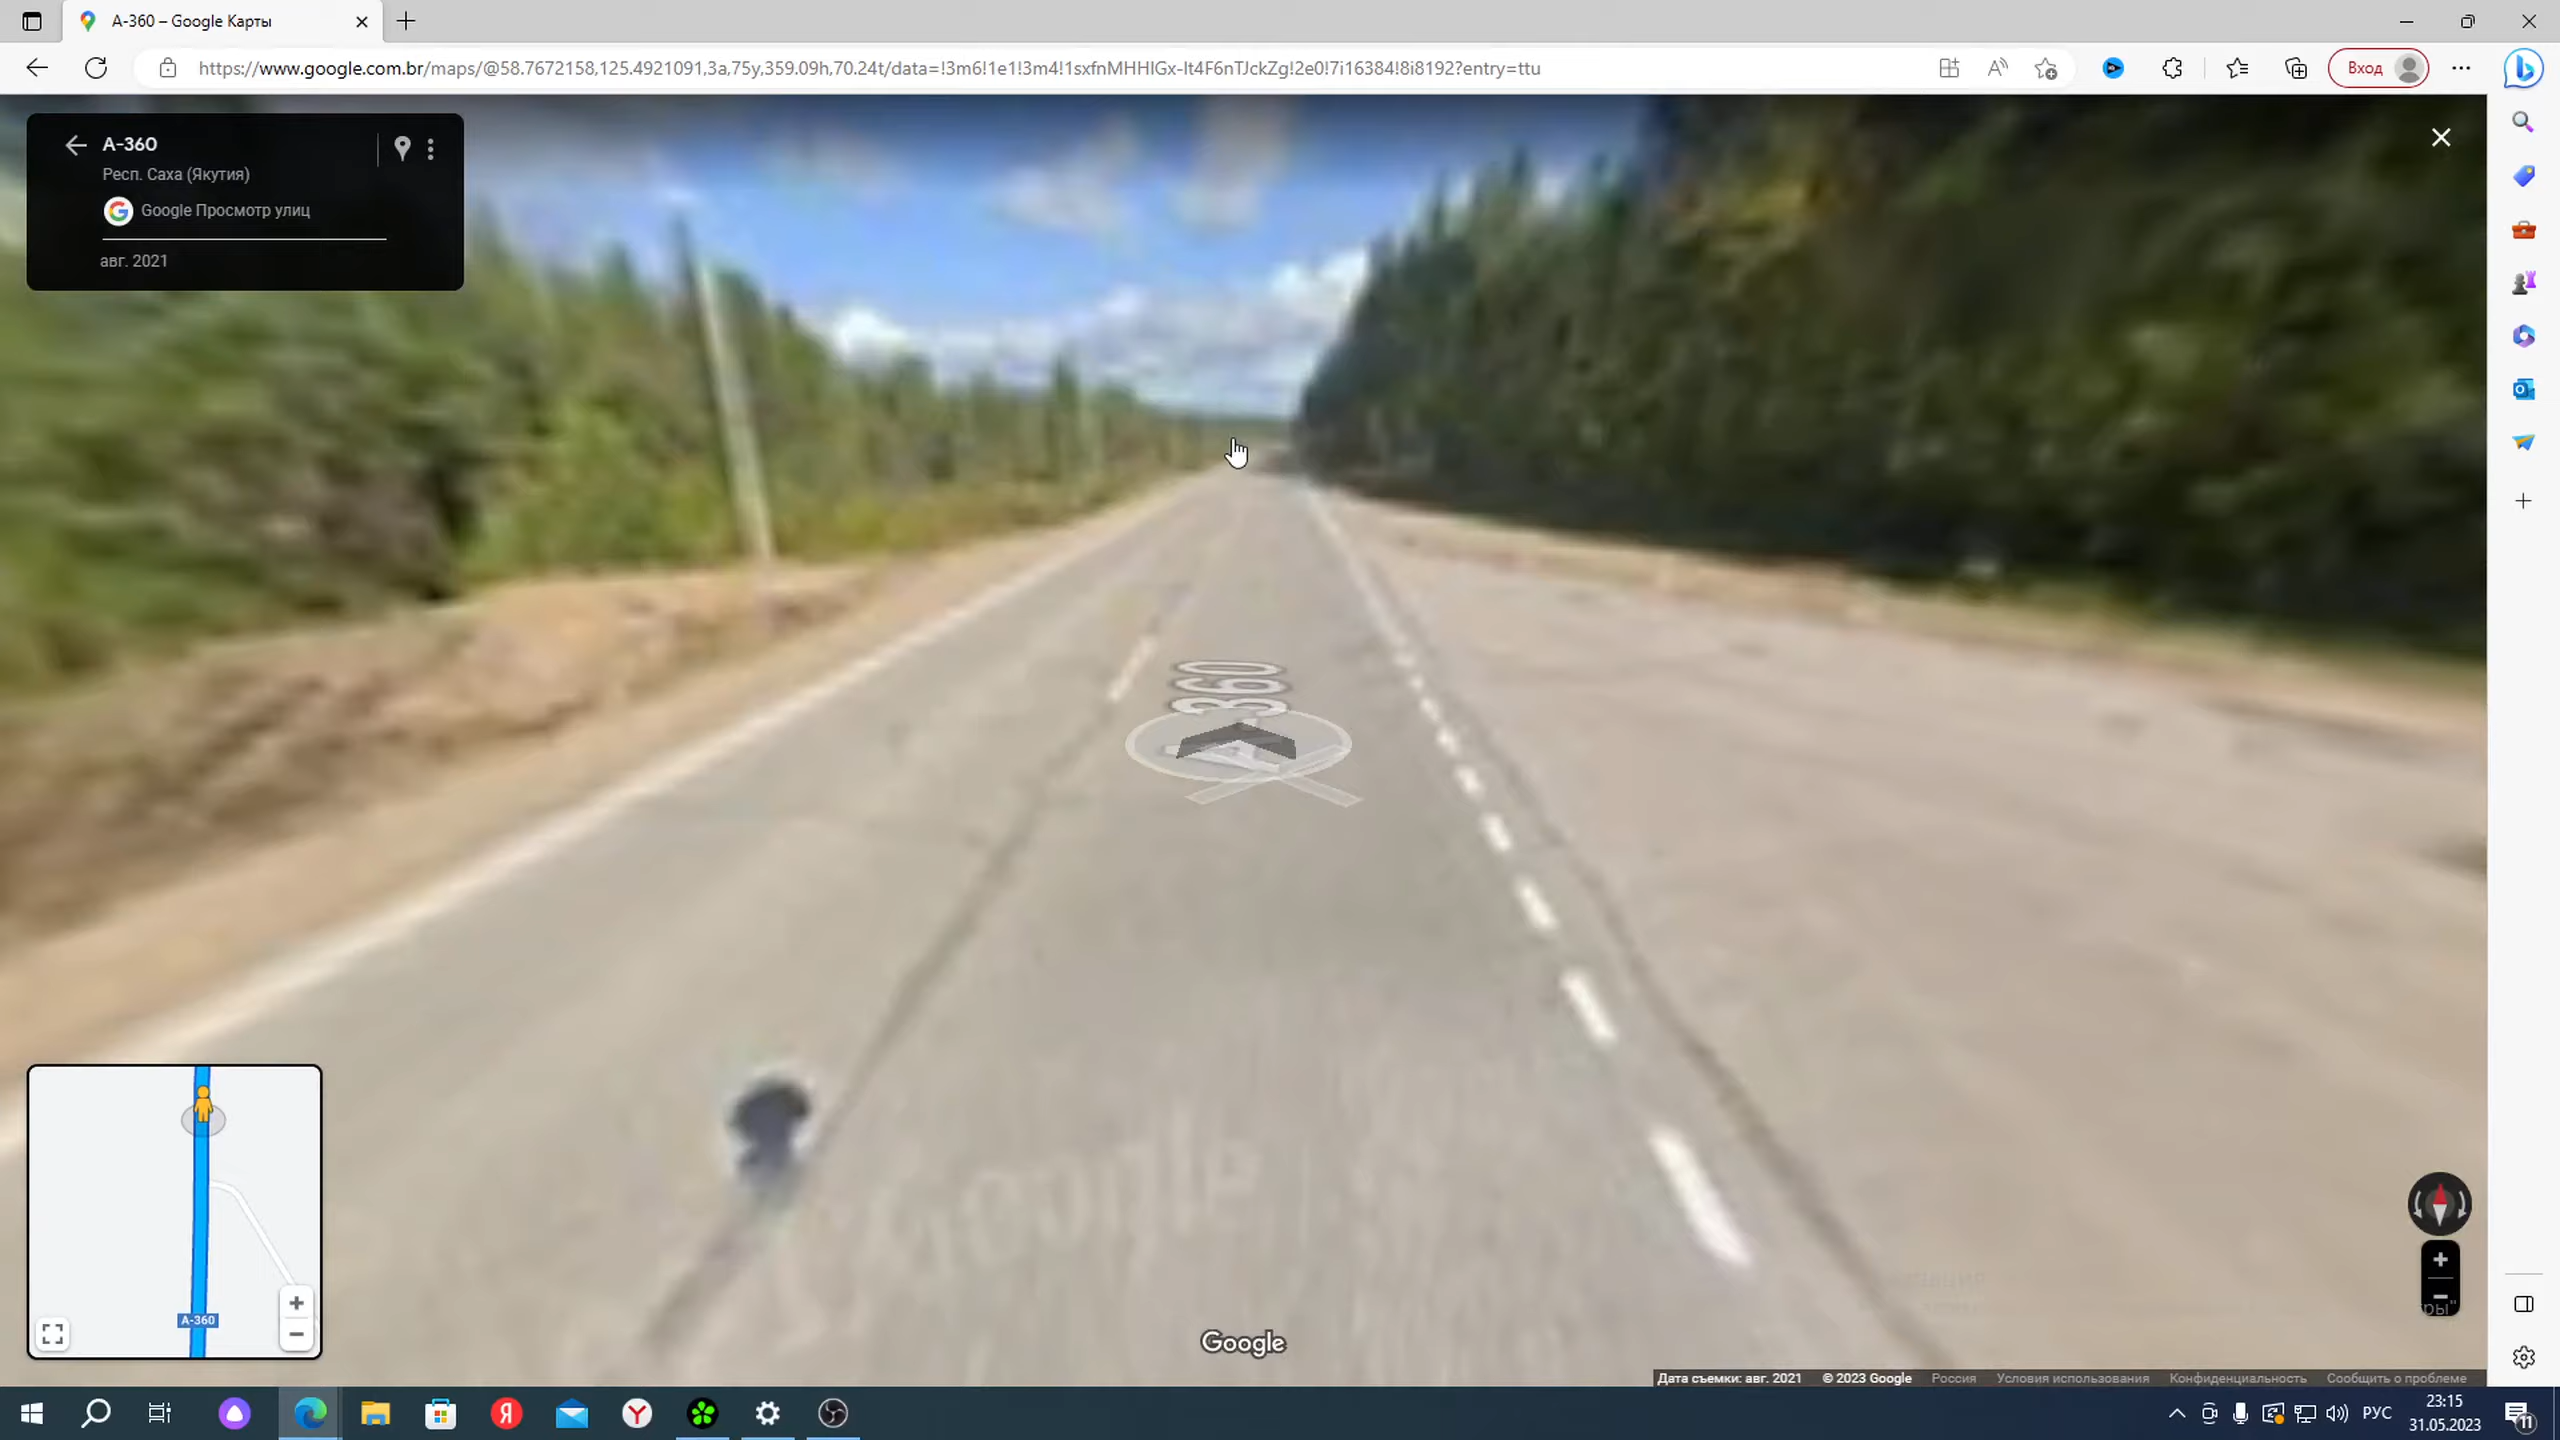 A-360 – Google Карты
https://www.google.com.br/maps/@58.7672158,125.4921091,3a,75y,359.09h,70.24t/data=!3m6!1e1!3m4!1sxfnMHHIGx-It4F6nTJckZg!2e0!7i16384!8i8192?entry=ttu
Вход
A-360
Респ. Саха (Якутия)
Google Просмотр улиц
авг. 2021
A-360
A-360
Google
Google
Дата съемки: авг. 2021 © 2023 Google Россия Условия использования Конфиденциальность Сообщить о проблеме
РУС
23:15
31.05.2023
11